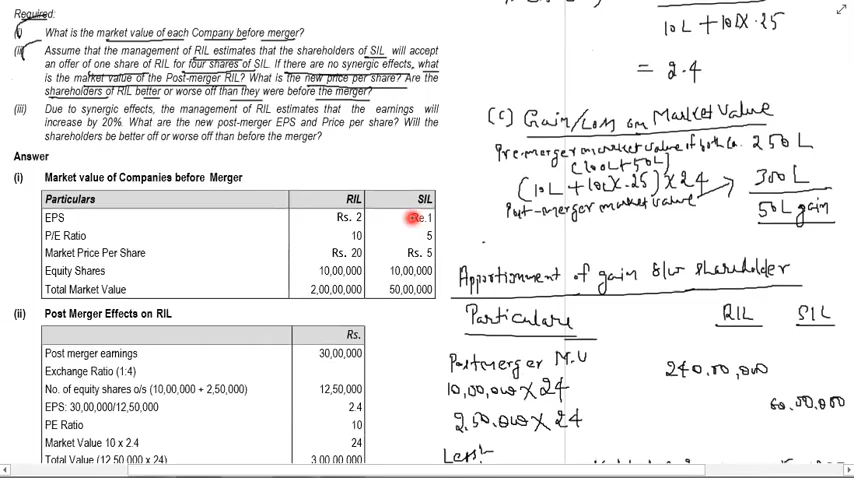 Required:
(i) What is the market value of each Company before merger?
(ii) Assume that the management of RIL estimates that the shareholders of SIL will accept
an offer of one share of RIL for four shares of SIL. If there are no synergic effects, what
is the market value of the Post-merger RIL? What is the new price per share? Are the
shareholders of RIL better or worse off than they were before the merger?
(iii) Due to synergic effects, the management of RIL estimates that the earnings will
increase by 20%. What are the new post-merger EPS and Price per share? Will the
shareholders be better off or worse off than before the merger?
Answer
(i) Market value of Companies before Merger
Particulars RIL SIL
EPS Rs. 2 Re.1
P/E Ratio 10 5
Market Price Per Share Rs. 20 Rs. 5
Equity Shares 10,00,000 10,00,000
Total Market Value 2,00,00,000 50,00,000
(ii) Post Merger Effects on RIL
Rs.
Post merger earnings 30,00,000
Exchange Ratio (1:4)
No. of equity shares o/s (10,00,000 + 2,50,000) 12,50,000
EPS: 30,00,000/12,50,000 2.4
PE Ratio 10
Market Value 10 x 2.4 24
Total Value (12,50,000 x 24) 3,00,00,000
10L + 10L X .25
= 2.4
(c) Gain/Loss on Market Value
Pre-merger market value of both Co. 250L
(200L + 50L)
(10L + 10L X .25) X 24 300L
Post-merger market value
50L gain
Apportionment of gain b/w shareholder
Particulars RIL SIL
Post merger M.V
10,00,000 X 24 240,00,000
2,50,000 X 24 60,00,000
Less: